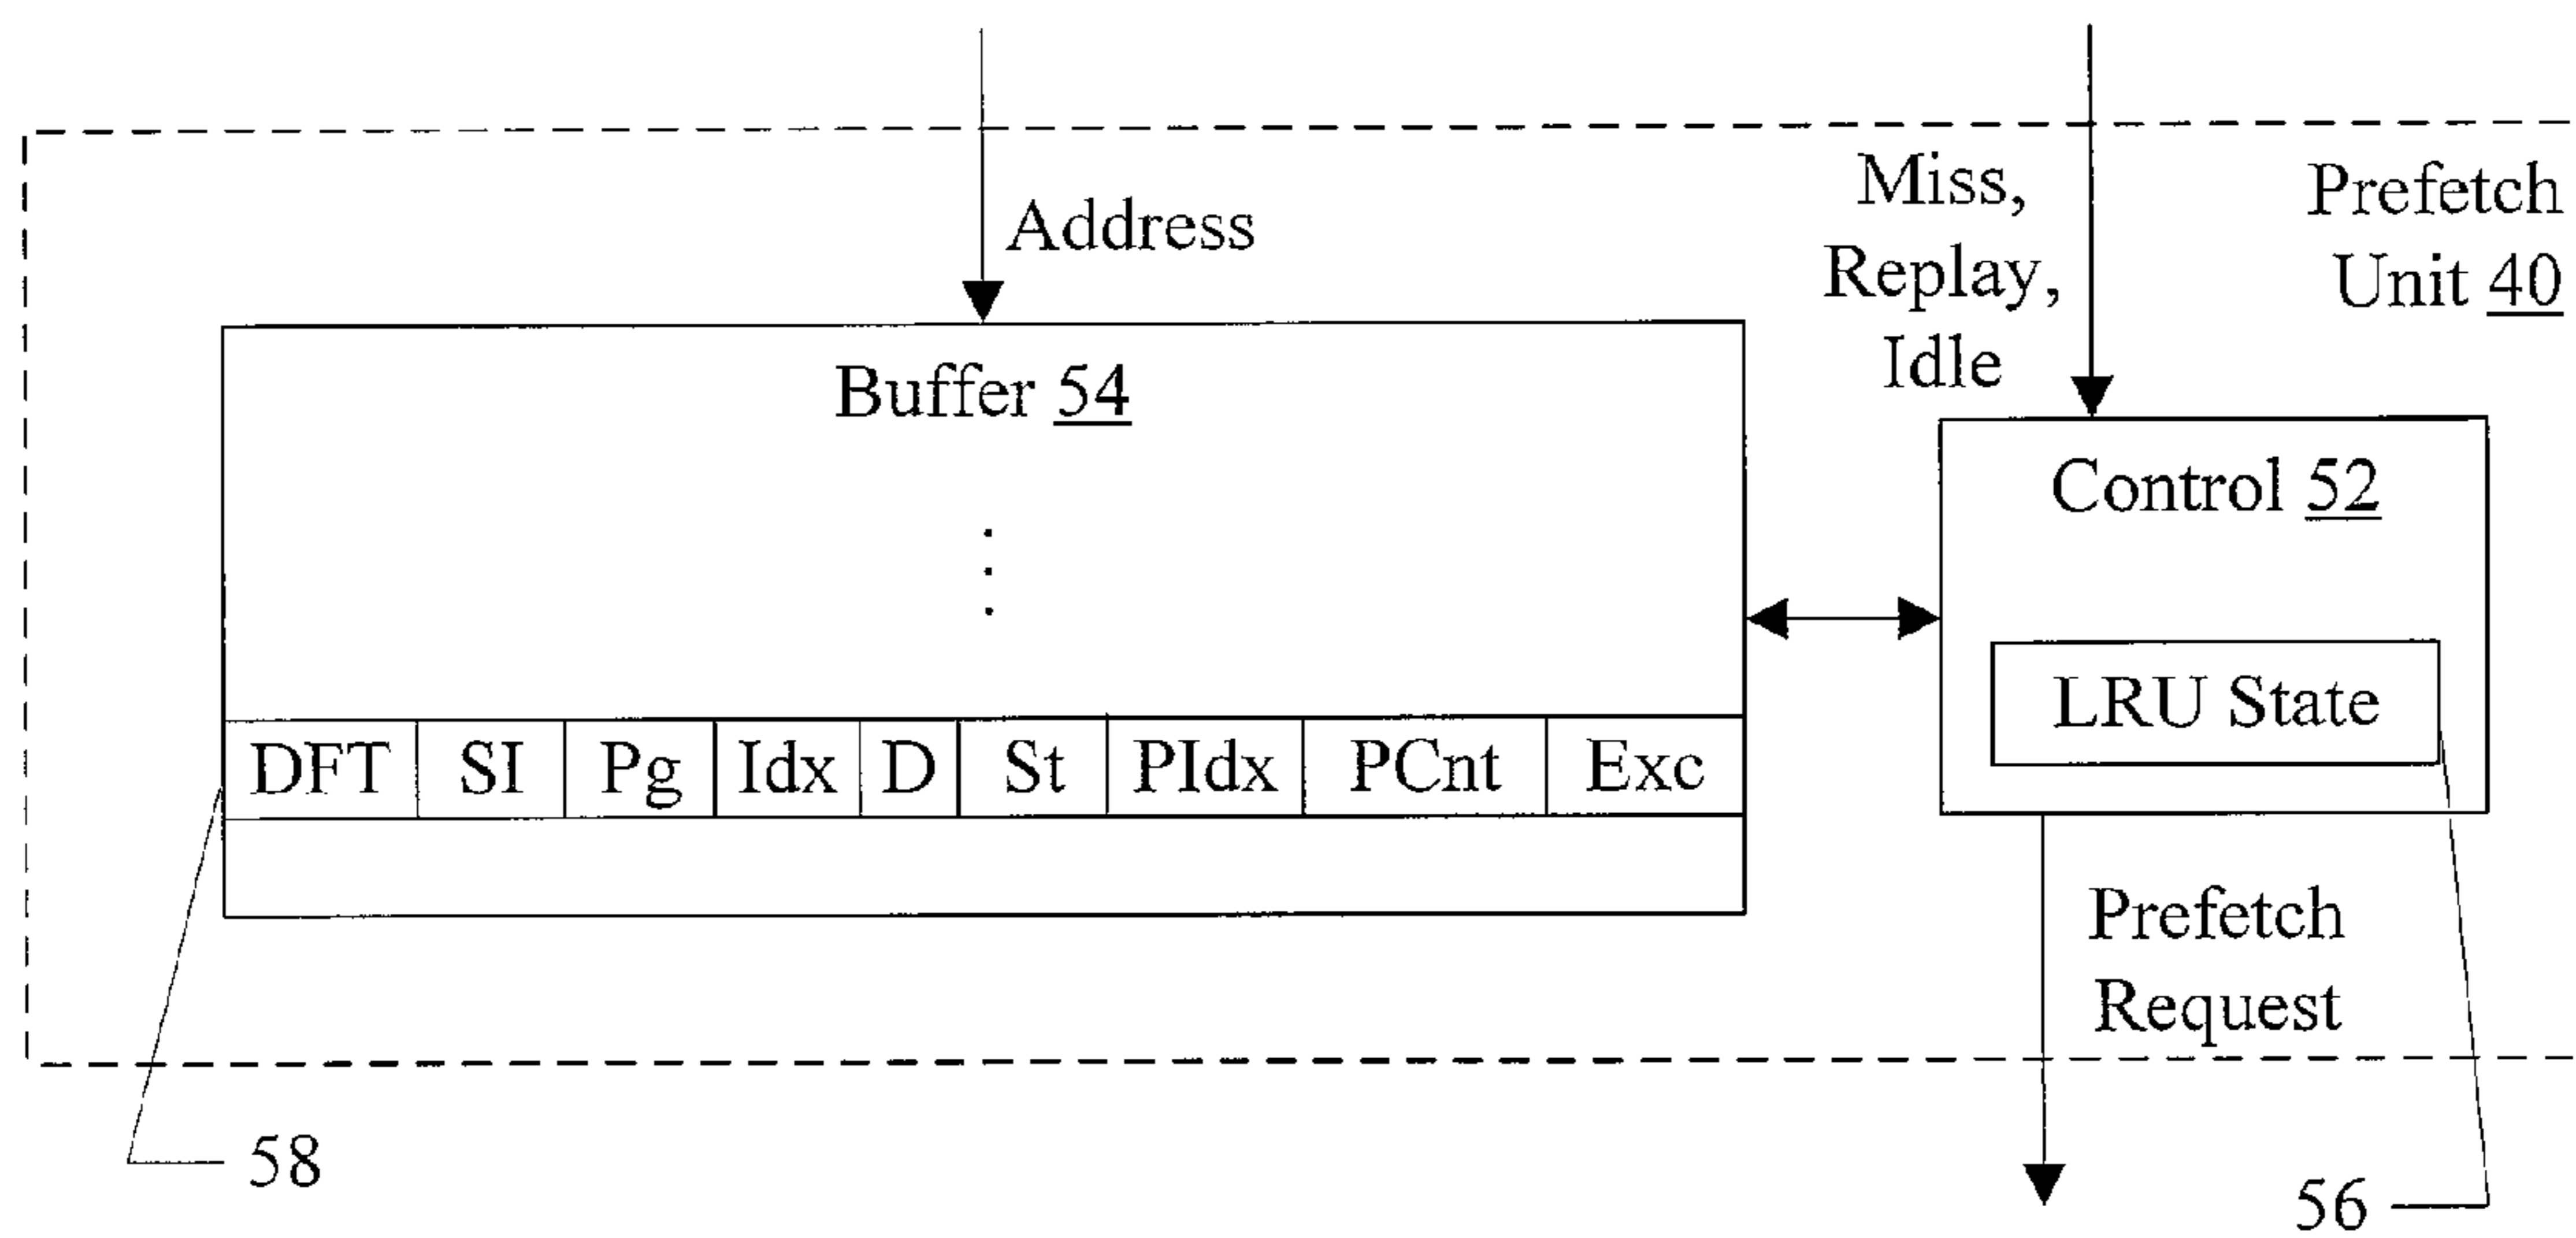 Address
Miss,
Replay,
Idle
Prefetch
Unit 40
Buffer 54
Control 52
LRU State
DFT SI Pg Idx D St PIdx PCnt Exc
Prefetch
Request
58
56